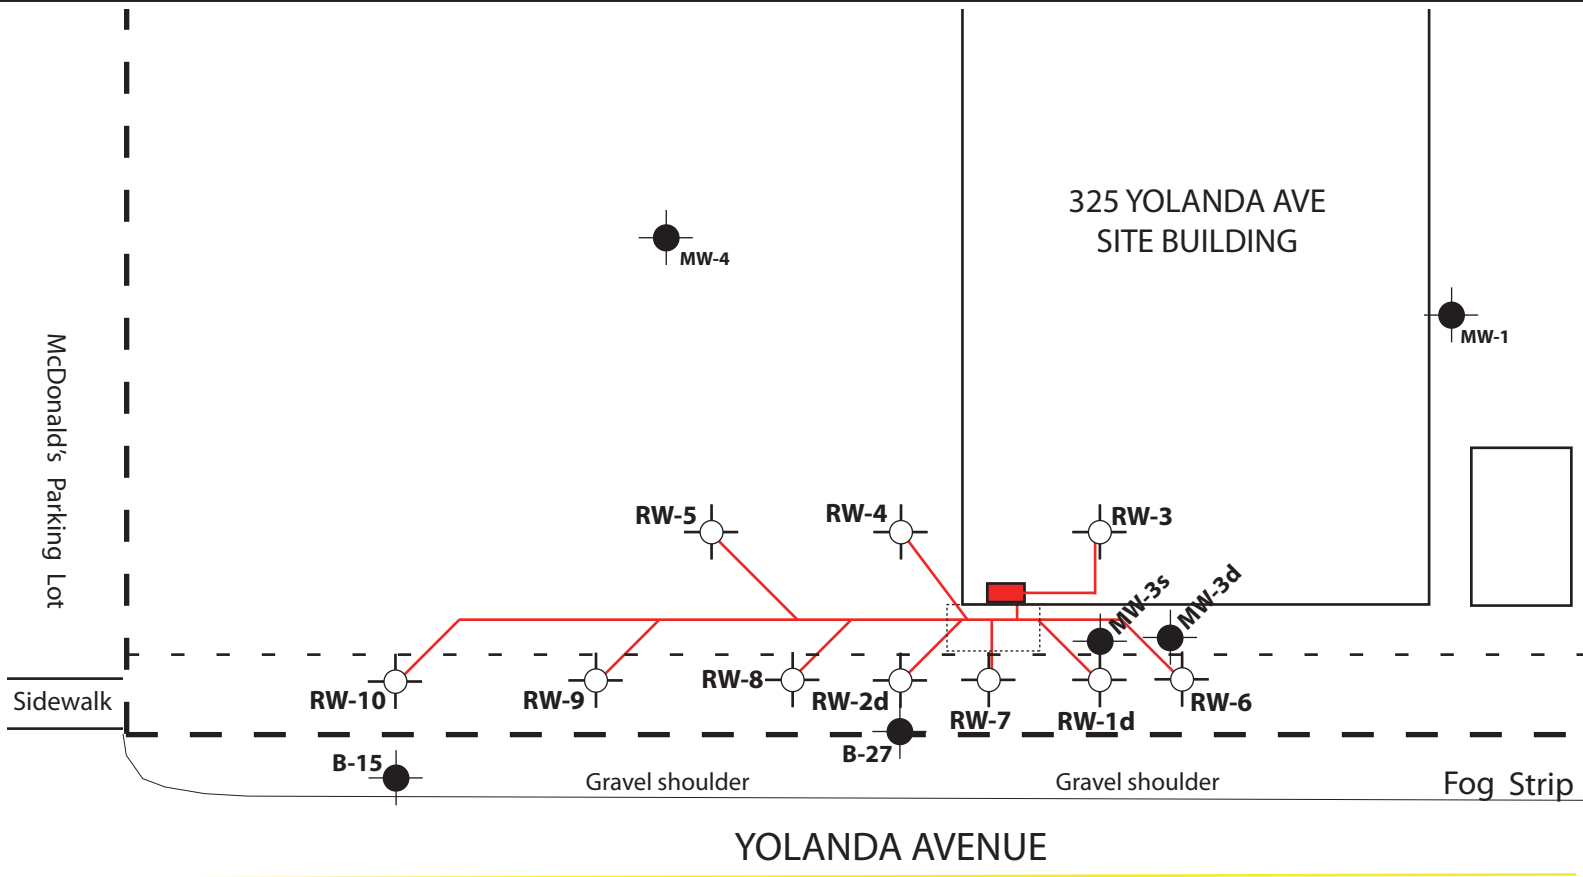 325 YOLANDA AVE
SITE BUILDING
MW-4
MW-1
McDonald's Parking Lot
RW-5
RW-4
RW-3
MW-3s
MW-3d
Sidewalk
RW-10
RW-9
RW-8
RW-2d
RW-7
RW-1d
RW-6
B-15
B-27
Gravel shoulder
Gravel shoulder
Fog Strip
YOLANDA AVENUE